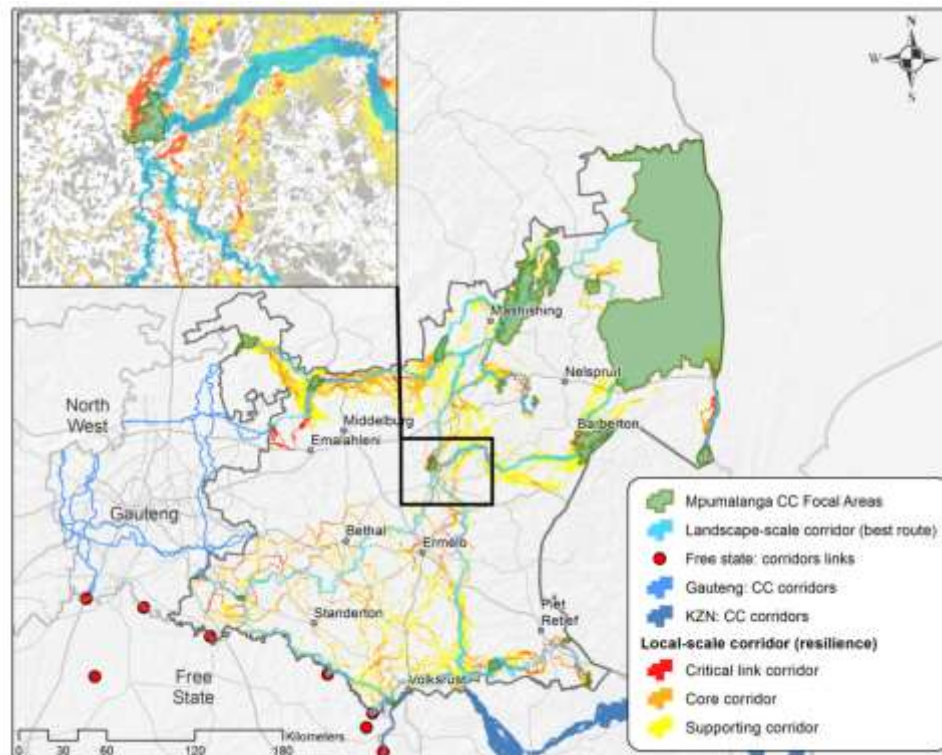 N
W
E
S
Mashishing
Nelspruit
North
West
Middelburg
Emalahleni
Barberton
Gauteng
Bethal
Ermelo
Standerton
Piet
Retief
Free
State
Volksrust
Kilometers
0 30 60 120 180
Mpumalanga CC Focal Areas
Landscape-scale corridor (best route)
Free state: corridors links
Gauteng: CC corridors
KZN: CC corridors
Local-scale corridor (resilience)
Critical link corridor
Core corridor
Supporting corridor